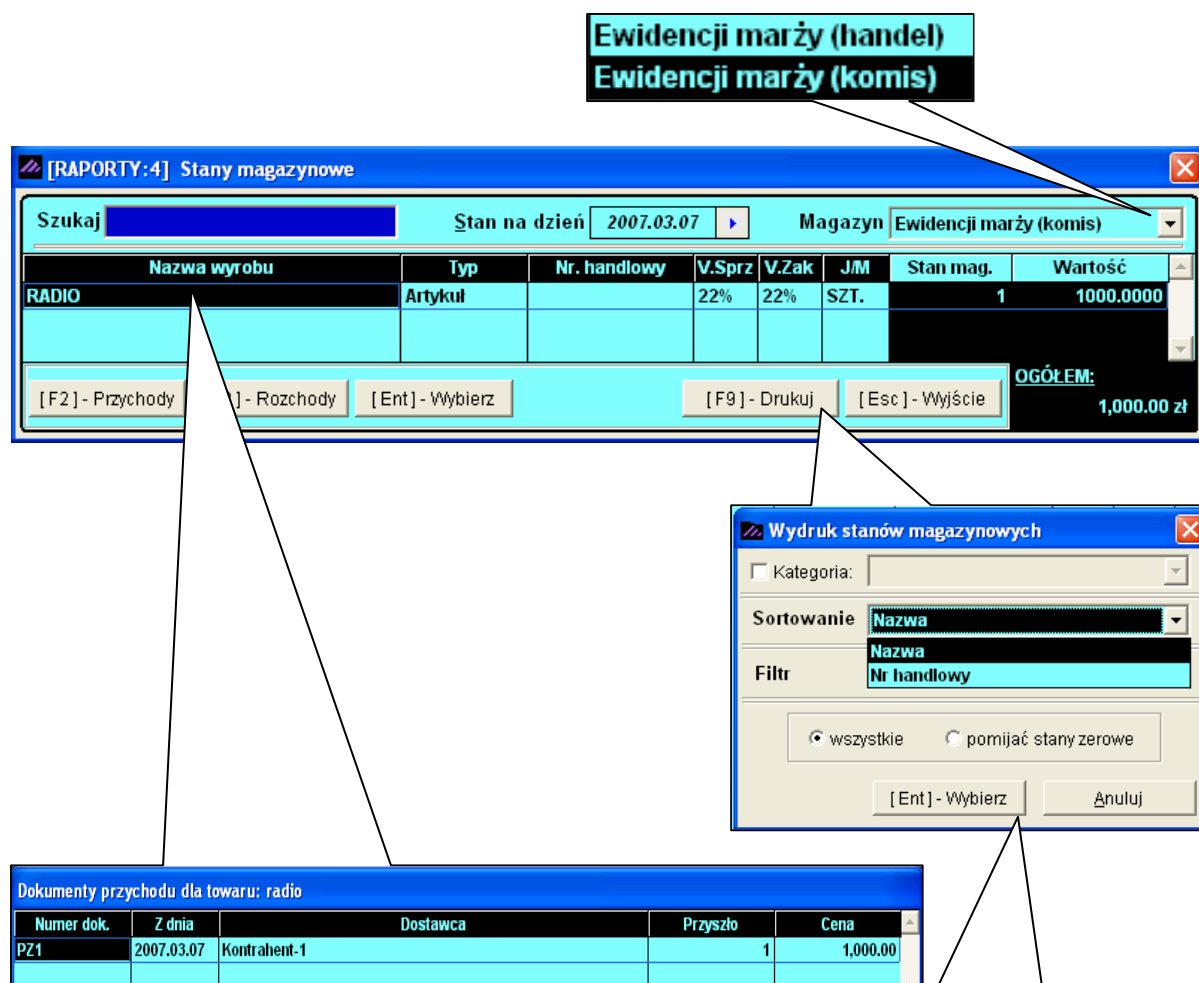 Ewidencji marży (handel)
Ewidencji marży (komis)
[RAPORTY:4] Stany magazynowe
Szukaj Stan na dzień 2007.03.07 Magazyn Ewidencji marży (komis)
Nazwa wyrobu Typ Nr. handlowy V.Sprz V.Zak J/M Stan mag. Wartość
RADIO Artykuł 22% 22% SZT. 1 1000.0000
[F2] - Przychody ] - Rozchody [Ent] - Wybierz [F9] - Drukuj [Esc] - Wyjście
OGÓŁEM:
1,000.00 zł
Wydruk stanów magazynowych
Kategoria:
Sortowanie Nazwa
Nazwa
Filtr Nr handlowy
wszystkie pomijać stany zerowe
[Ent] - Wybierz Anuluj
Dokumenty przychodu dla towaru: radio
Numer dok. Z dnia Dostawca Przyszło Cena
PZ1 2007.03.07 Kontrahent-1 1 1,000.00